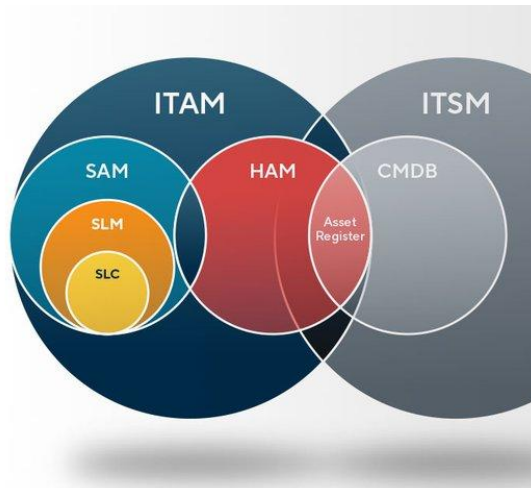 ITAM
ITSM
SAM
HAM
CMDB
SLM
Asset
Register
SLC